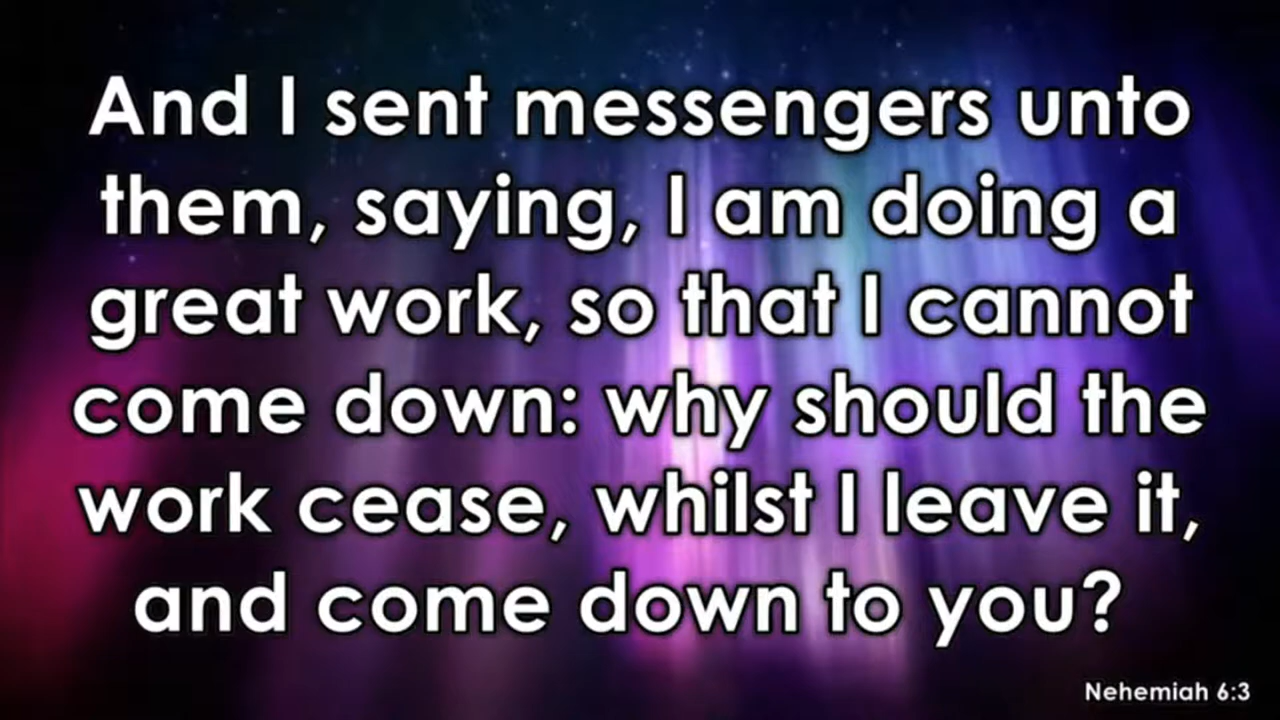 And I sent messengers unto
them, saying, I am doing a
great work, so that I cannot
come down: why should the
work cease, whilst I leave it,
and come down to you?
Nehemiah 6:3